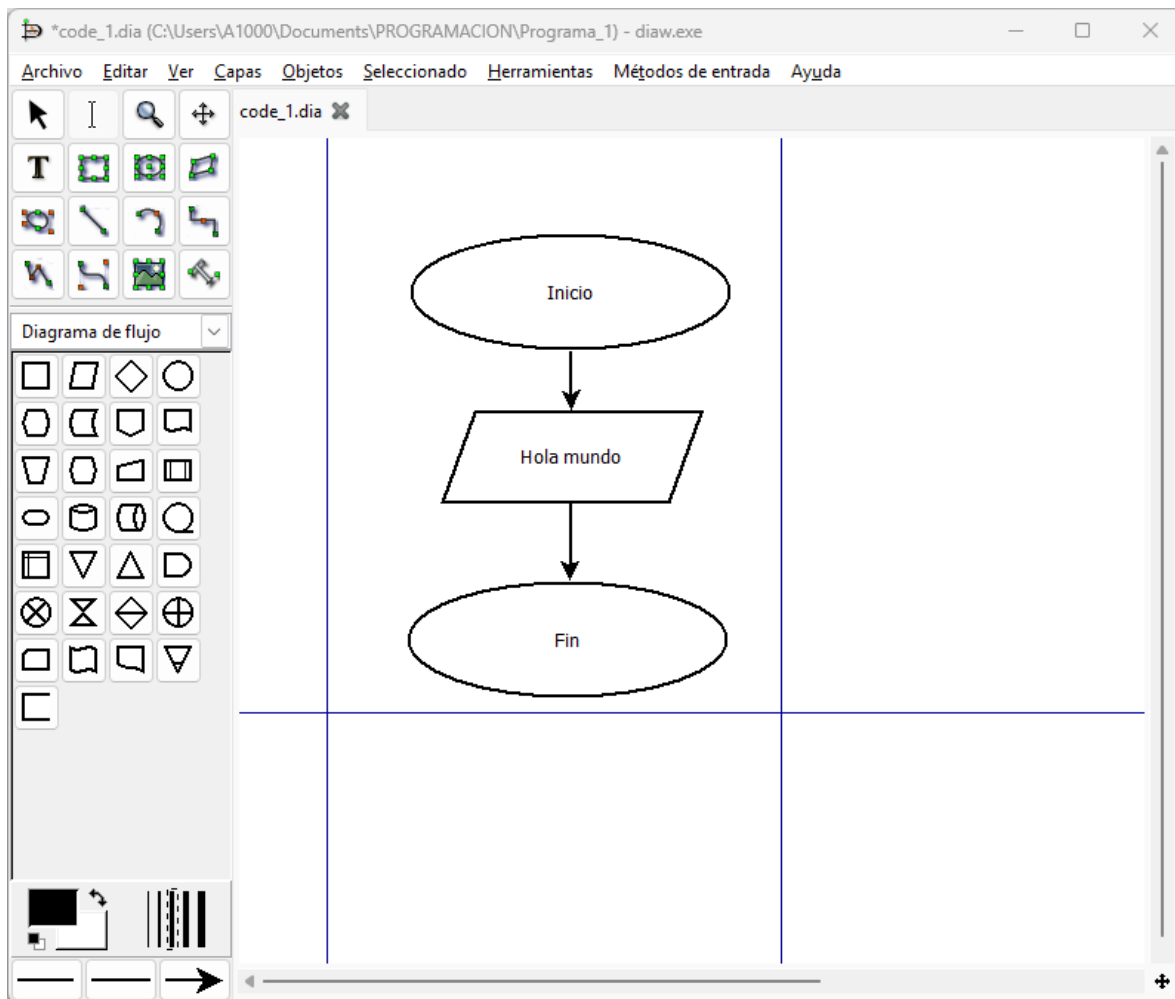 *code_1.dia (C:\Users\A1000\Documents\PROGRAMACION\Programa_1) - diaw.exe
Archivo Editar Ver Capas Objetos Seleccionado Herramientas Métodos de entrada Ayuda
code_1.dia
T
Diagrama de flujo
Inicio
Hola mundo
Fin